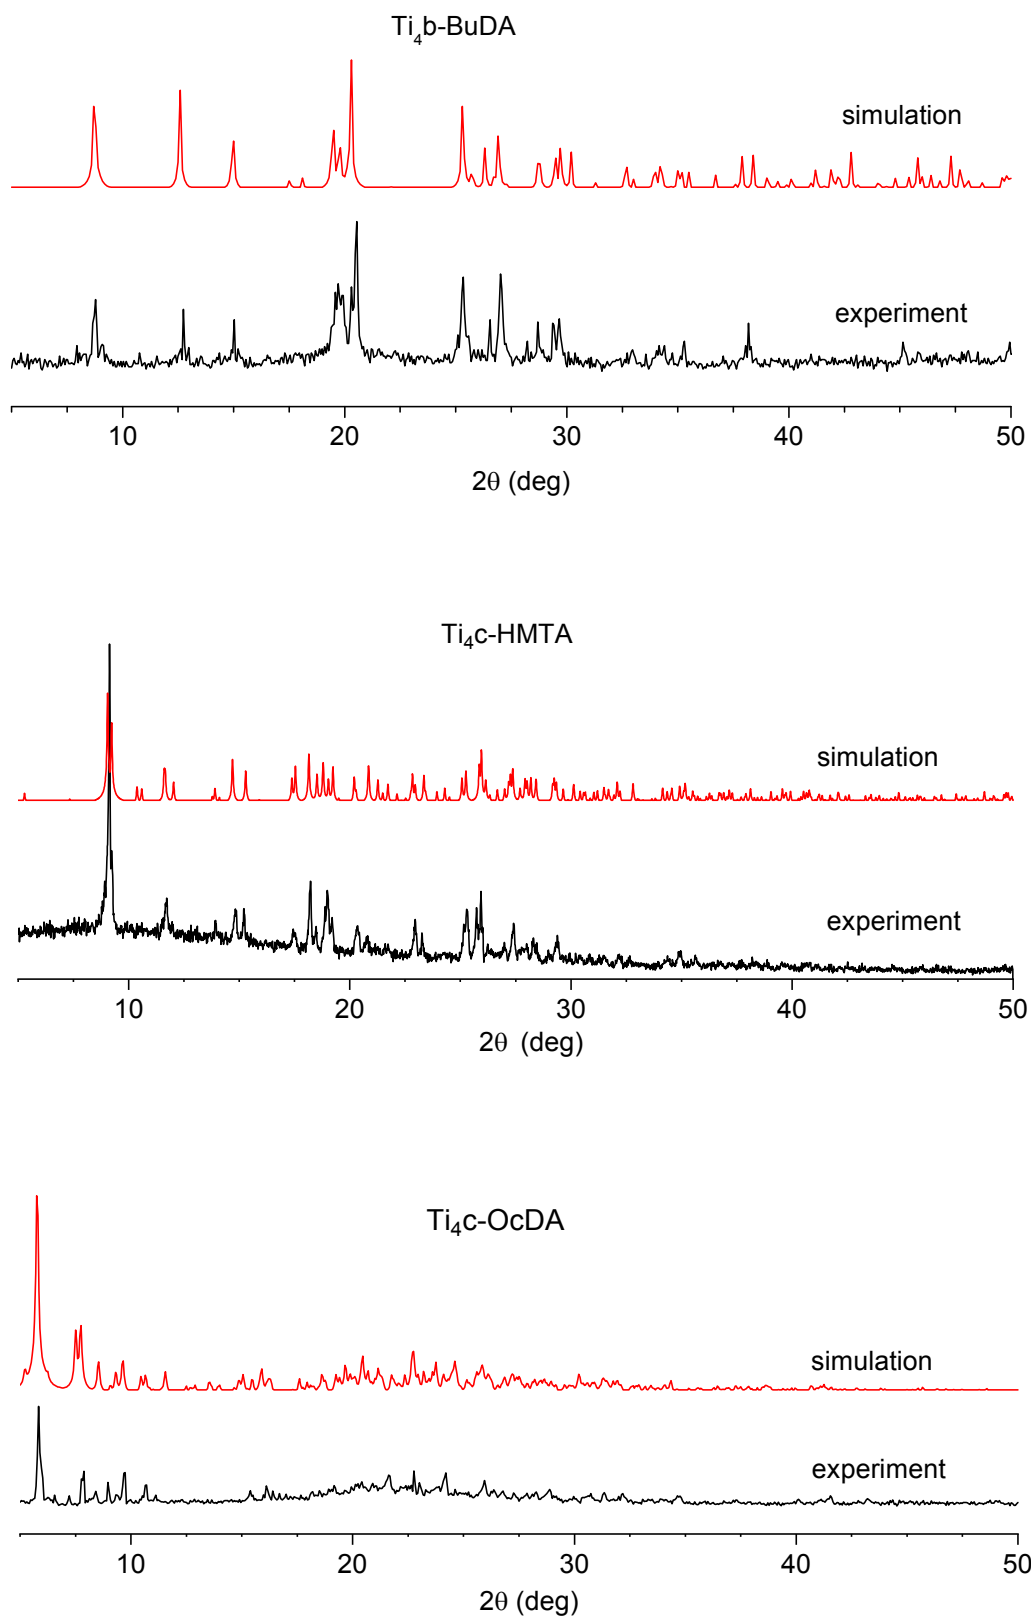 Ti₄b-BuDA
simulation
experiment
10 20 30 40 50
2θ (deg)
Ti₄c-HMTA
simulation
experiment
10 20 30 40 50
2θ (deg)
Ti₄c-OcDA
simulation
experiment
10 20 30 40 50
2θ (deg)